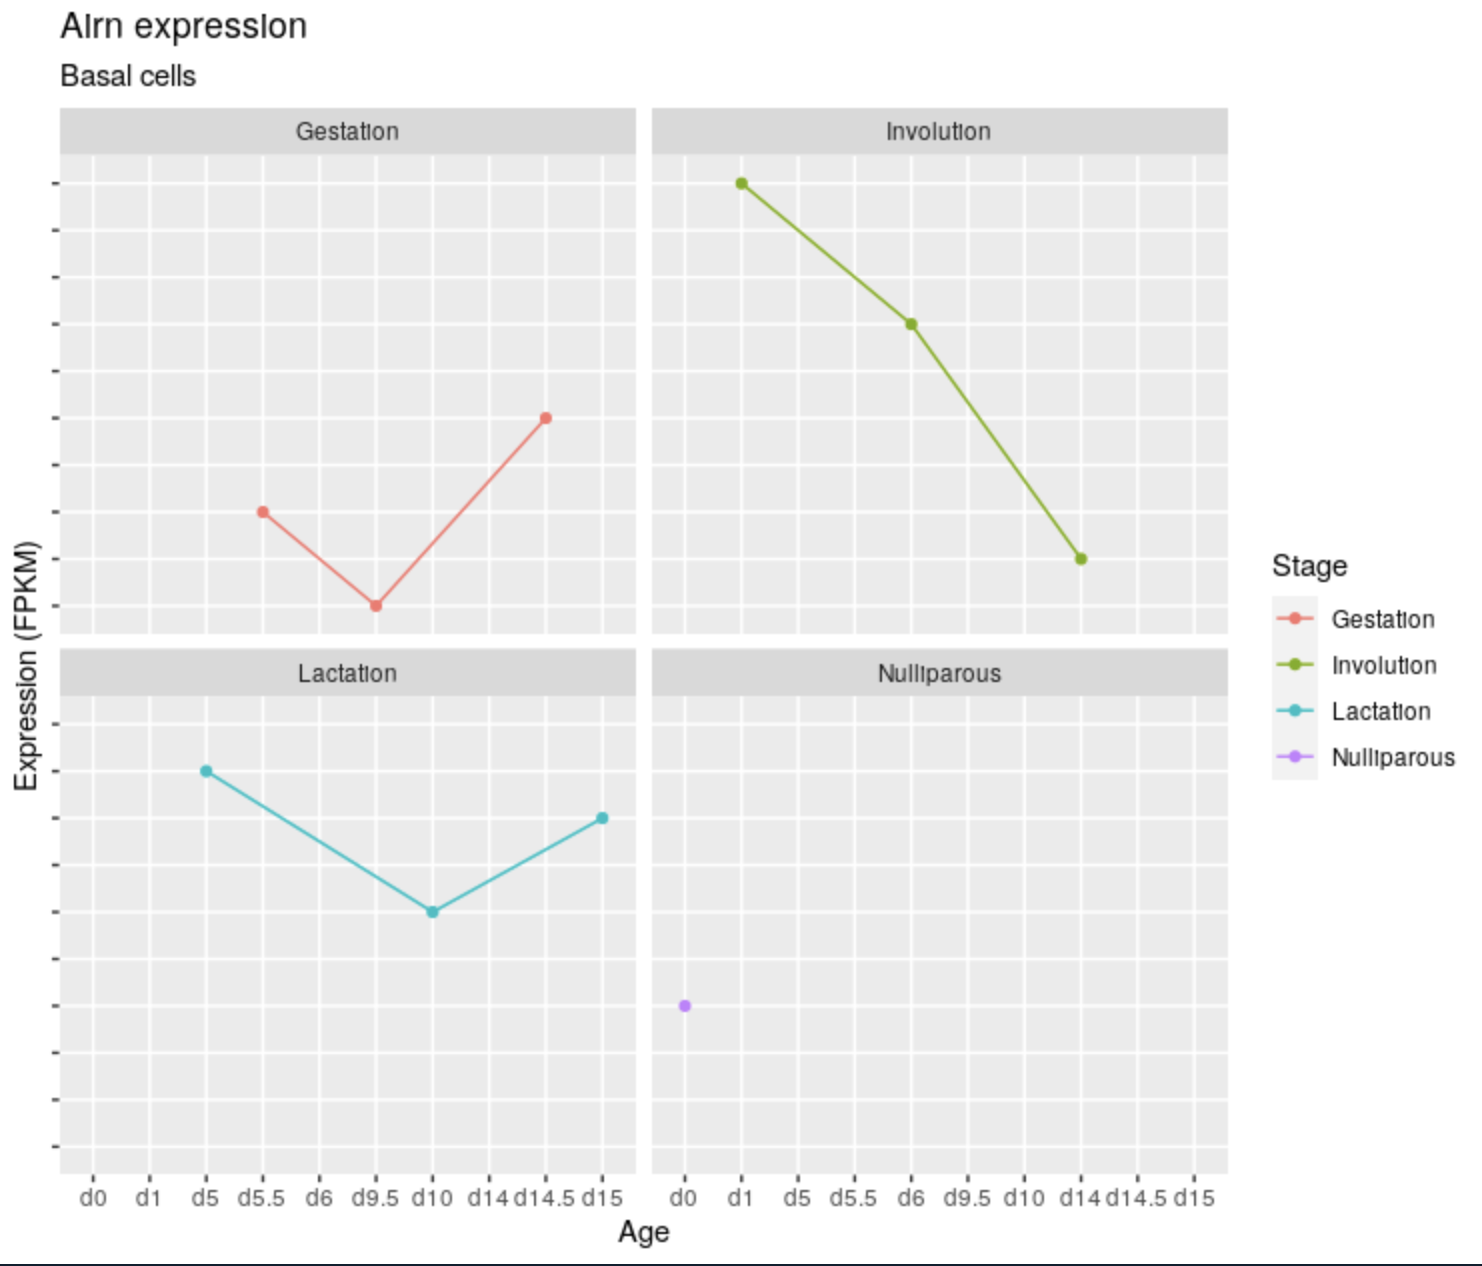 Airn expression
Basal cells
Gestation
Involution
Expression (FPKM)
Lactation
Nulliparous
d0 d1 d5 d5.5 d6 d9.5 d10 d14 d14.5 d15
d0 d1 d5 d5.5 d6 d9.5 d10 d14 d14.5 d15
Age
Stage
Gestation
Involution
Lactation
Nulliparous